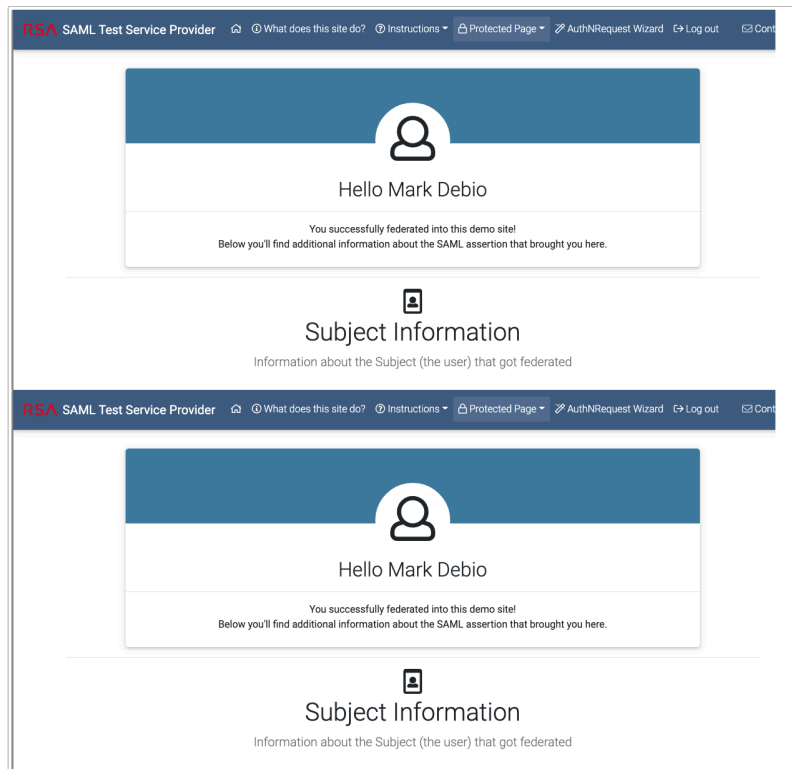 RSA SAML Test Service Provider What does this site do? Instructions Protected Page AuthNRequest Wizard Log out Cont
Hello Mark Debio
You successfully federated into this demo site!
Below you'll find additional information about the SAML assertion that brought you here.
Subject Information
Information about the Subject (the user) that got federated
RSA SAML Test Service Provider What does this site do? Instructions Protected Page AuthNRequest Wizard Log out Cont
Hello Mark Debio
You successfully federated into this demo site!
Below you'll find additional information about the SAML assertion that brought you here.
Subject Information
Information about the Subject (the user) that got federated